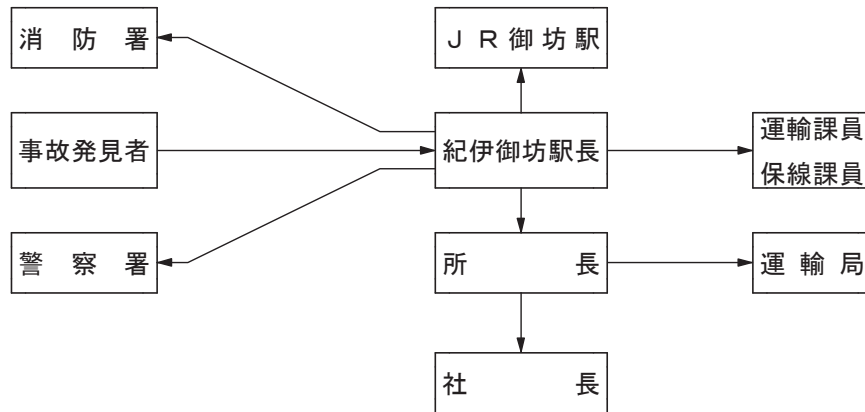 消防署
JR御坊駅
事故発見者
紀伊御坊駅長
運輸課員
保線課員
警察署
所長
運輸局
社長